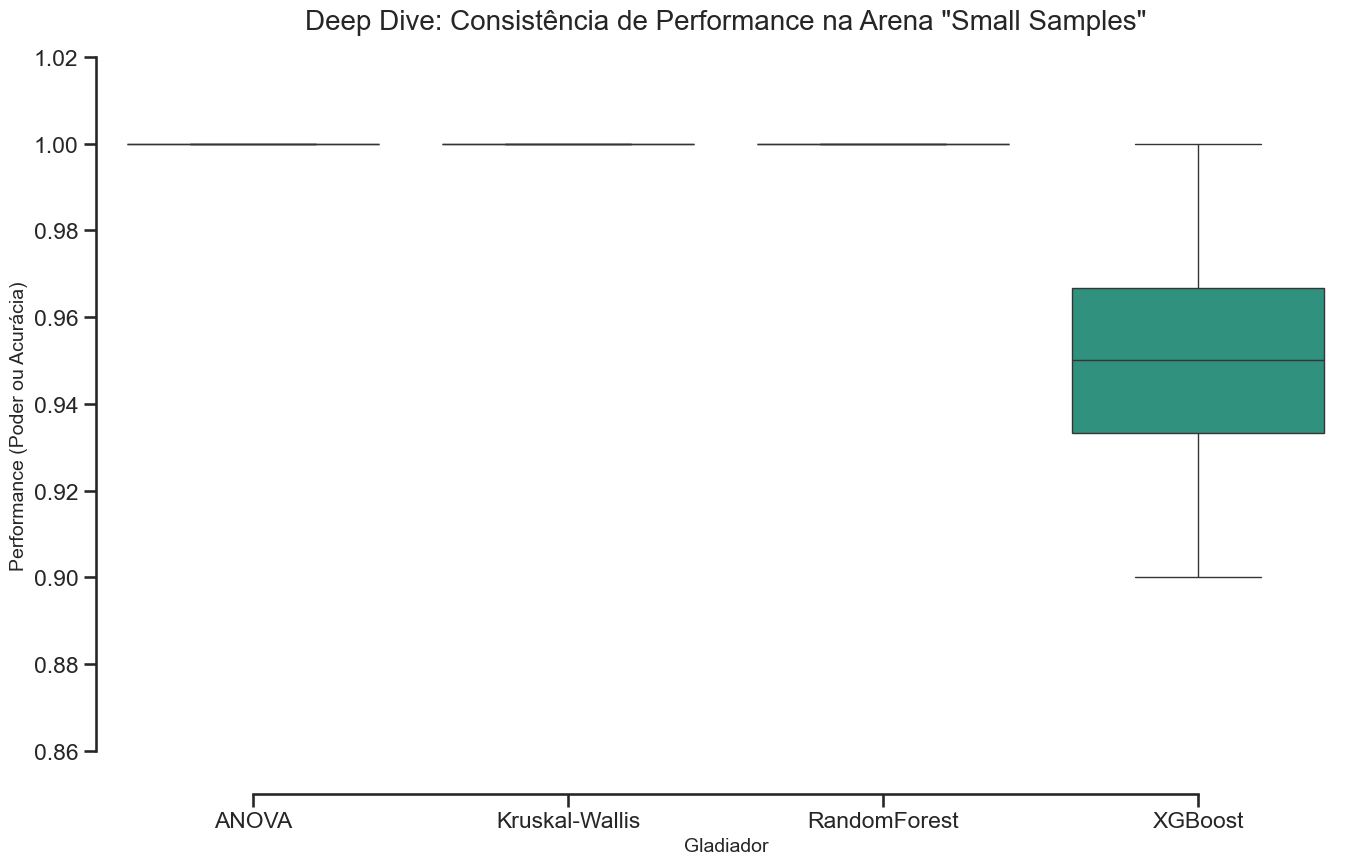 Deep Dive: Consistência de Performance na Arena "Small Samples"
Performance (Poder ou Acurácia)
1.02
1.00
0.98
0.96
0.94
0.92
0.90
0.88
0.86
ANOVA
Kruskal-Wallis
RandomForest
XGBoost
Gladiador